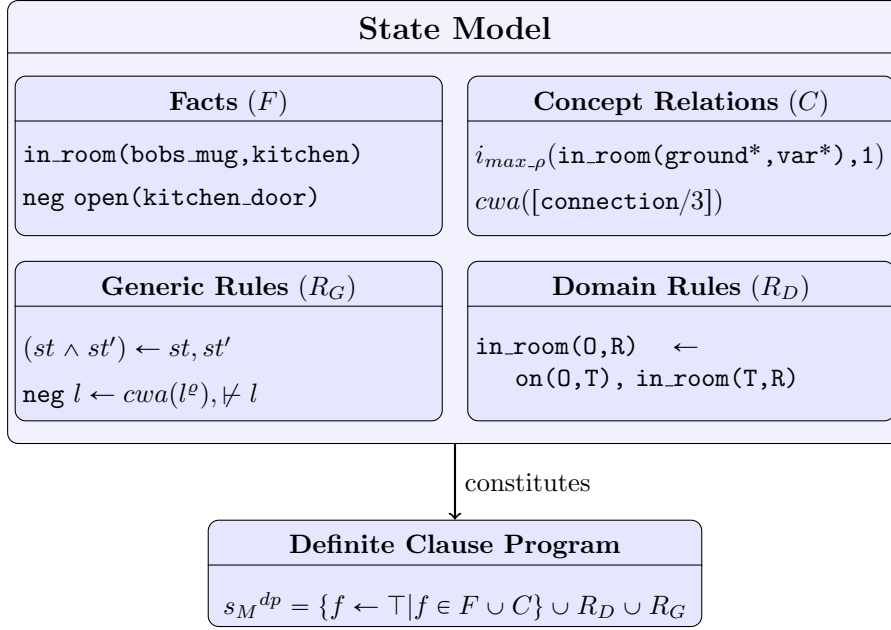 State Model
Facts (F)
in_room(bobs_mug,kitchen)
neg open(kitchen_door)
Concept Relations (C)
i_{max_ρ}(in_room(ground*,var*),1)
cwa([connection/3])
Generic Rules (R_G)
(st ∧ st′) ← st, st′
neg l ← cwa(l^ϱ), ⊬ l
Domain Rules (R_D)
in_room(O,R) ←
on(O,T), in_room(T,R)
constitutes
Definite Clause Program
s_M^{dp} = {f ← ⊤|f ∈ F ∪ C} ∪ R_D ∪ R_G